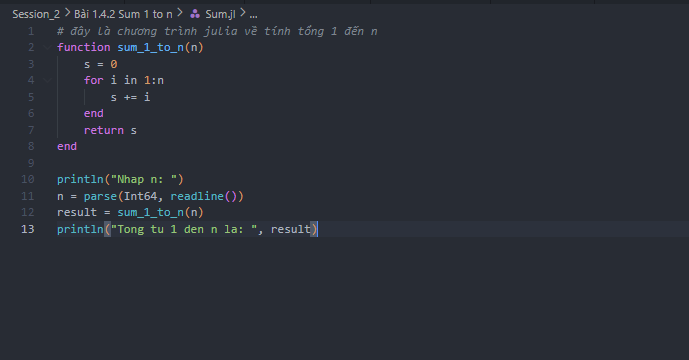 Session_2 > Bài 1.4.2 Sum 1 to n > Sum.jl > ...
1 # đây là chương trình julia về tính tổng 1 đến n
2 function sum_1_to_n(n)
3 s = 0
4 for i in 1:n
5 s += i
6 end
7 return s
8 end
9
10 println("Nhap n: ")
11 n = parse(Int64, readline())
12 result = sum_1_to_n(n)
13 println("Tong tu 1 den n la: ", result)